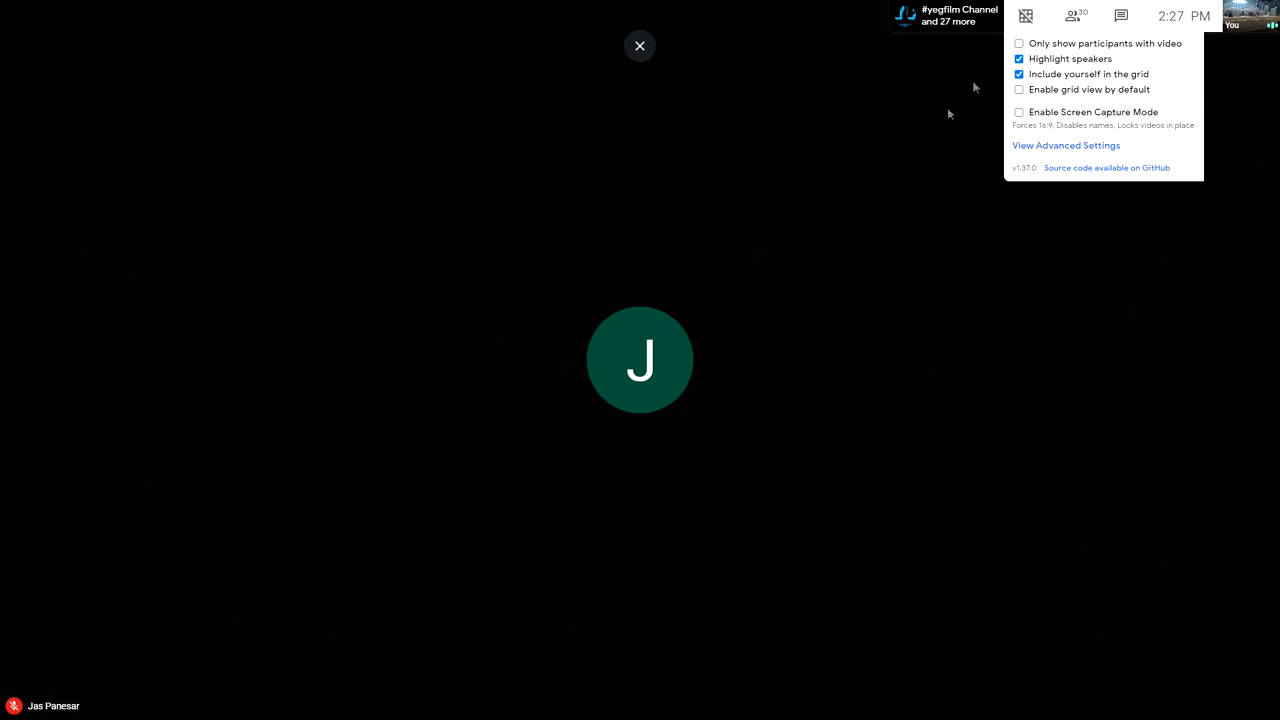 #yegfilm Channel
and 27 more
30
2:27 PM
You
Only show participants with video
Highlight speakers
Include yourself in the grid
Enable grid view by default
Enable Screen Capture Mode
Forces 16:9, Disables names, Locks videos in place
View Advanced Settings
v1.37.0 Source code available on GitHub
J
Jas Panesar